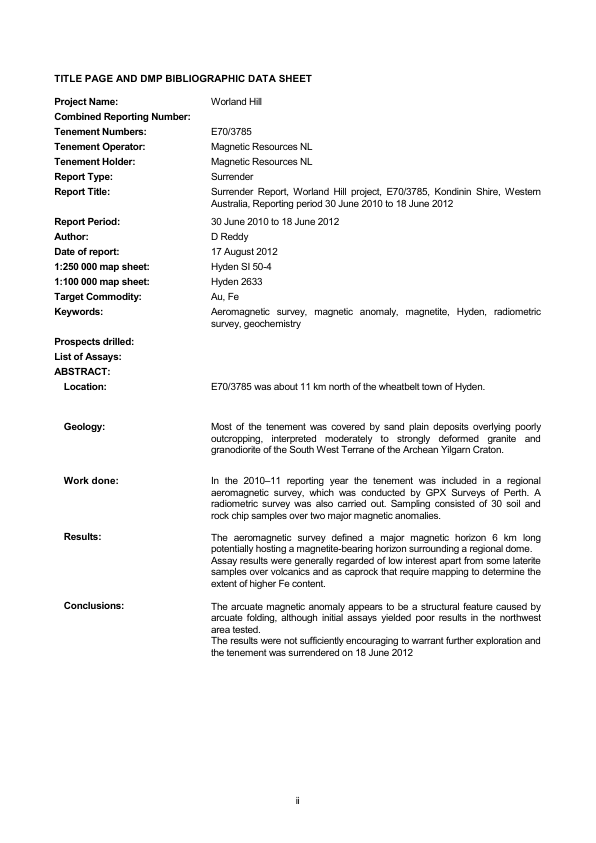 TITLE PAGE AND DMP BIBLIOGRAPHIC DATA SHEET
Project Name: Worland Hill
Combined Reporting Number:
Tenement Numbers: E70/3785
Tenement Operator: Magnetic Resources NL
Tenement Holder: Magnetic Resources NL
Report Type: Surrender
Report Title: Surrender Report, Worland Hill project, E70/3785, Kondinin Shire, Western
Australia, Reporting period 30 June 2010 to 18 June 2012
Report Period: 30 June 2010 to 18 June 2012
Author: D Reddy
Date of report: 17 August 2012
1:250 000 map sheet: Hyden SI 50-4
1:100 000 map sheet: Hyden 2633
Target Commodity: Au, Fe
Keywords: Aeromagnetic survey, magnetic anomaly, magnetite, Hyden, radiometric
survey, geochemistry
Prospects drilled:
List of Assays:
ABSTRACT:
Location: E70/3785 was about 11 km north of the wheatbelt town of Hyden.
Geology: Most of the tenement was covered by sand plain deposits overlying poorly
outcropping, interpreted moderately to strongly deformed granite and
granodiorite of the South West Terrane of the Archean Yilgarn Craton.
Work done: In the 2010–11 reporting year the tenement was included in a regional
aeromagnetic survey, which was conducted by GPX Surveys of Perth. A
radiometric survey was also carried out. Sampling consisted of 30 soil and
rock chip samples over two major magnetic anomalies.
Results: The aeromagnetic survey defined a major magnetic horizon 6 km long
potentially hosting a magnetite-bearing horizon surrounding a regional dome.
Assay results were generally regarded of low interest apart from some laterite
samples over volcanics and as caprock that require mapping to determine the
extent of higher Fe content.
Conclusions: The arcuate magnetic anomaly appears to be a structural feature caused by
arcuate folding, although initial assays yielded poor results in the northwest
area tested.
The results were not sufficiently encouraging to warrant further exploration and
the tenement was surrendered on 18 June 2012
ii